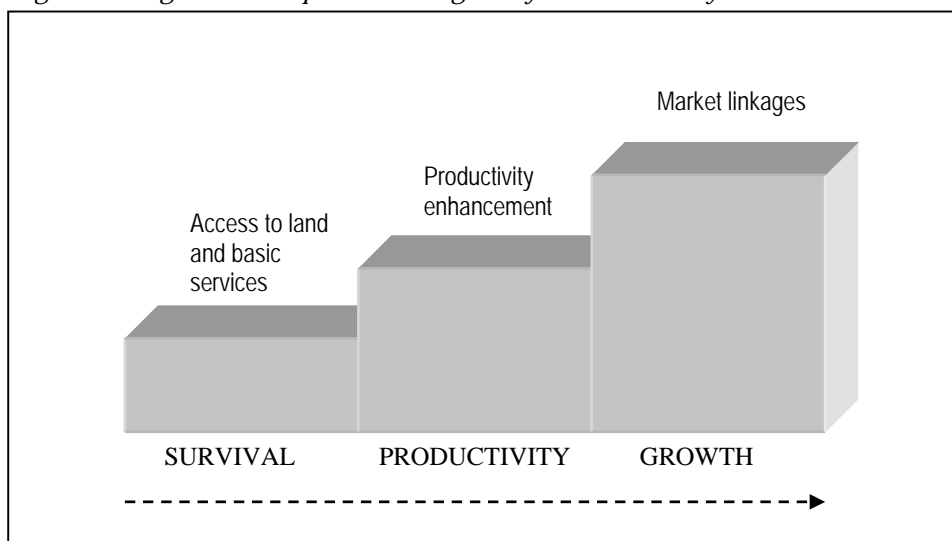 Market linkages
Productivity
enhancement
Access to land
and basic
services
SURVIVAL PRODUCTIVITY GROWTH